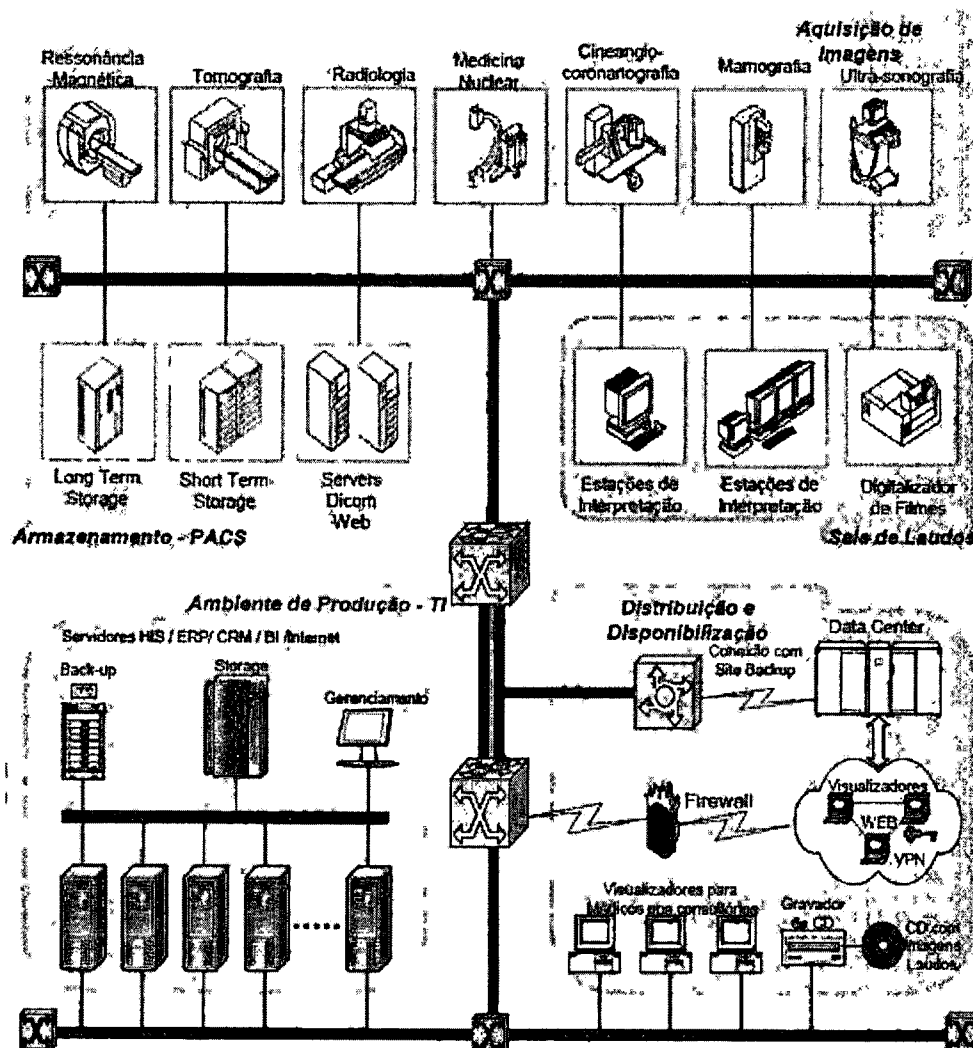 Aquisição de
Imagens
Ressonância
Magnética
Tomografia
Radiologia
Medicina
Nuclear
Cineangio-
coronariografia
Mamografia
Ultra-sonografia
Long Term
Storage
Short Term
Storage
Servers
Dicom
Web
Estações de
Interpretação
Estações de
Interpretação
Digitalizador
de Filmes
Armazenamento - PACS
Sala de Laudos
Ambiente de Produção - TI
Servidores HIS / ERP/ CRM / BI /Internet
Back-up
Storage
Gerenciamento
Distribuição e
Disponibilização
Conexão com
Site Backup
Data Center
Firewall
Visualizadores
WEB
VPN
Visualizadores para
Médicos nos consultórios
Gravador
de CD
CD com
Imagens
Laudos